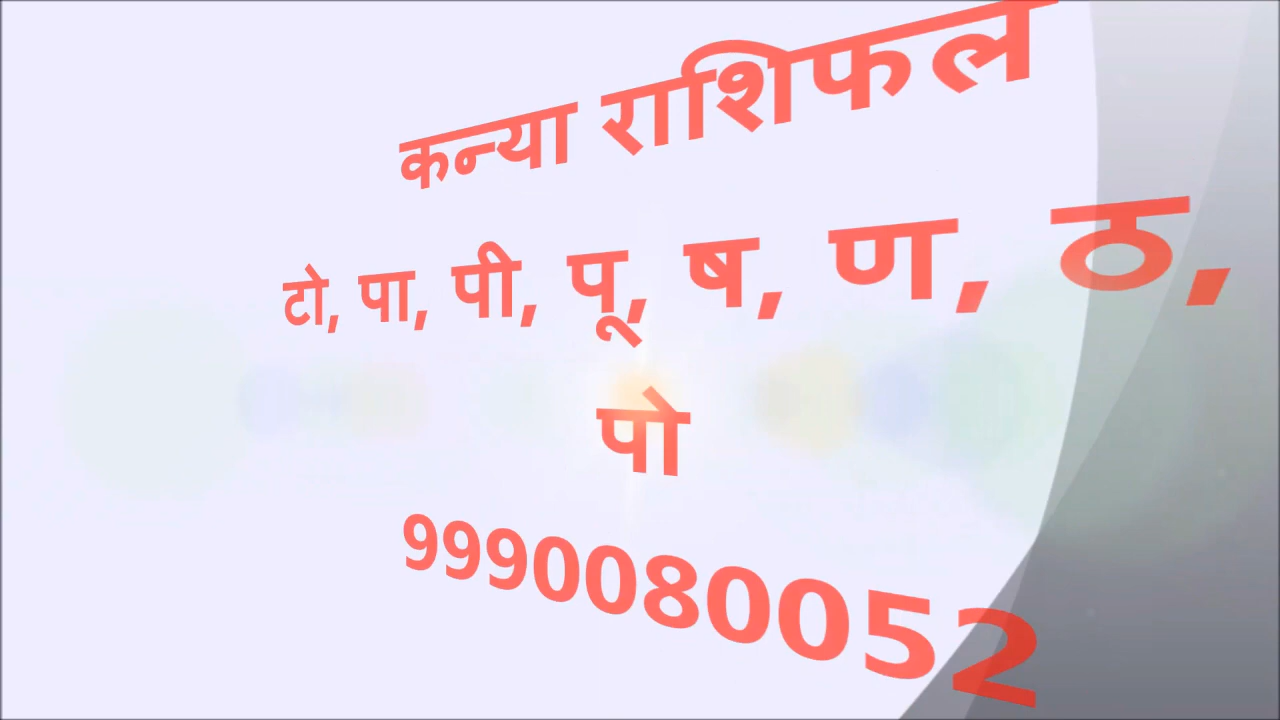 कन्या राशिफल
टो, पा, पी, पू, ष, ण, ठ,
पो
9990080052